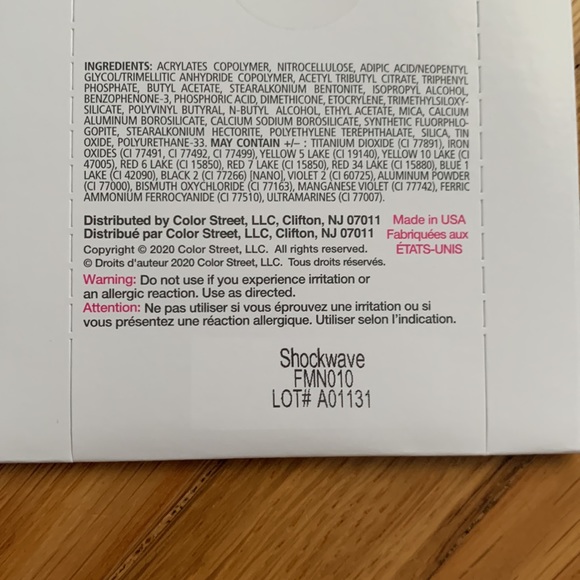 INGREDIENTS: ACRYLATES COPOLYMER, NITROCELLULOSE, ADIPIC ACID/NEOPENTYL
GLYCOL/TRIMELLITIC ANHYDRIDE COPOLYMER, ACETYL TRIBUTYL CITRATE, TRIPHENYL
PHOSPHATE, BUTYL ACETATE, STEARALKONIUM BENTONITE, ISOPROPYL ALCOHOL,
BENZOPHENONE-3, PHOSPHORIC ACID, DIMETHICONE, ETOCRYLENE, TRIMETHYLSILOXY-
SILICATE, POLYVINYL BUTYRAL, N-BUTYL ALCOHOL, ETHYL ACETATE, MICA, CALCIUM
ALUMINUM BOROSILICATE, CALCIUM SODIUM BOROSILICATE, SYNTHETIC FLUORPHLO-
GOPITE, STEARALKONIUM HECTORITE, POLYETHYLENE TEREPHTHALATE, SILICA, TIN
OXIDE, POLYURETHANE-33. MAY CONTAIN +/- : TITANIUM DIOXIDE (CI 77891), IRON
OXIDES (CI 77491, CI 77492, CI 77499), YELLOW 5 LAKE (CI 19140), YELLOW 10 LAKE (CI
47005), RED 6 LAKE (CI 15850), RED 7 LAKE (CI 15850), RED 34 LAKE (CI 15880), BLUE 1
LAKE (CI 42090), BLACK 2 (CI 77266) [NANO], VIOLET 2 (CI 60725), ALUMINUM POWDER
(CI 77000), BISMUTH OXYCHLORIDE (CI 77163), MANGANESE VIOLET (CI 77742), FERRIC
AMMONIUM FERROCYANIDE (CI 77510), ULTRAMARINES (CI 77007).
Distributed by Color Street, LLC, Clifton, NJ 07011 Made in USA
Distribué par Color Street, LLC, Clifton, NJ 07011 Fabriquées aux
Copyright © 2020 Color Street, LLC. All rights reserved. ÉTATS-UNIS
© Droits d'auteur 2020 Color Street, LLC. Tous droits réservés.
Warning: Do not use if you experience irritation or
an allergic reaction. Use as directed.
Attention: Ne pas utiliser si vous éprouvez une irritation ou si
vous présentez une réaction allergique. Utiliser selon l'indication.
Shockwave
FMN010
LOT# A01131